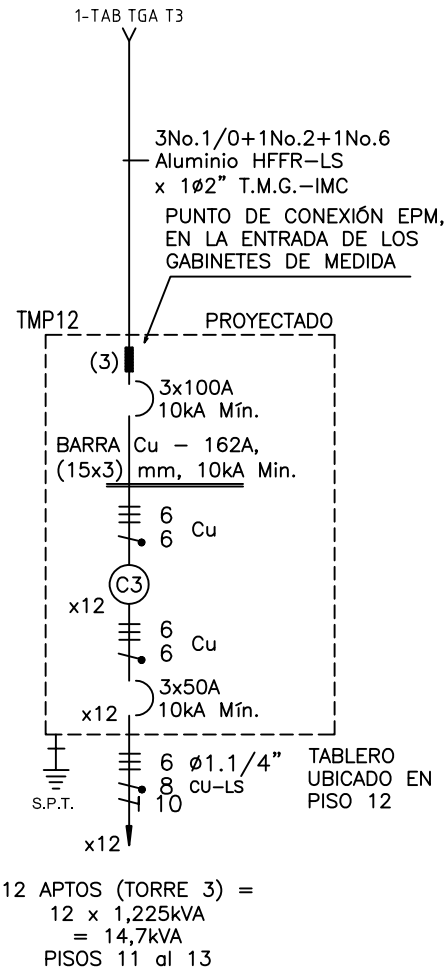 1-TAB TGA T3
3No.1/0+1No.2+1No.6
Aluminio HFFR-LS
x 1ø2" T.M.G.-IMC
PUNTO DE CONEXIÓN EPM,
EN LA ENTRADA DE LOS
GABINETES DE MEDIDA
TMP12
PROYECTADO
(3)
3x100A
10kA Mín.
BARRA Cu - 162A,
(15x3) mm, 10kA Min.
6
6 Cu
C3
x12
6
6 Cu
3x50A
x12 10kA Mín.
6 ø1.1/4"
8 CU-LS
10
S.P.T.
TABLERO
UBICADO EN
PISO 12
x12
12 APTOS (TORRE 3) =
12 x 1,225kVA
= 14,7kVA
PISOS 11 al 13